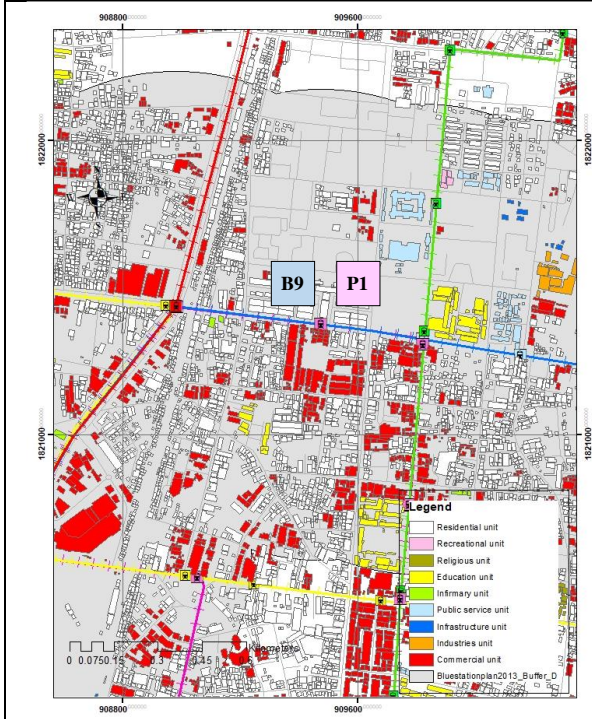 908800
909600
1822000
1822000
B9
P1
1821000
1821000
Legend
Residential unit
Recreational unit
Religious unit
Education unit
Infirmary unit
Public service unit
Infrastructure unit
Industries unit
Commercial unit
Bluestationplan2013_Buffer_D
Kilometers
0 0.075 0.15 0.3 0.45 0.6
908800
909600